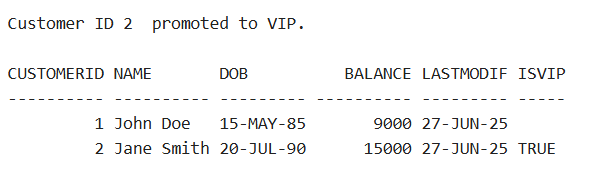 Customer ID 2  promoted to VIP.
CUSTOMERID NAME       DOB          BALANCE LASTMODIF ISVIP
---------- ---------- --------- ---------- --------- -----
         1 John Doe   15-MAY-85       9000 27-JUN-25
         2 Jane Smith 20-JUL-90      15000 27-JUN-25 TRUE